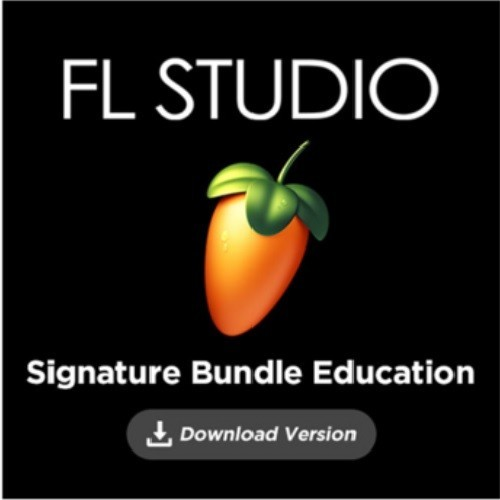 FL STUDIO
Signature Bundle Education
Download Version